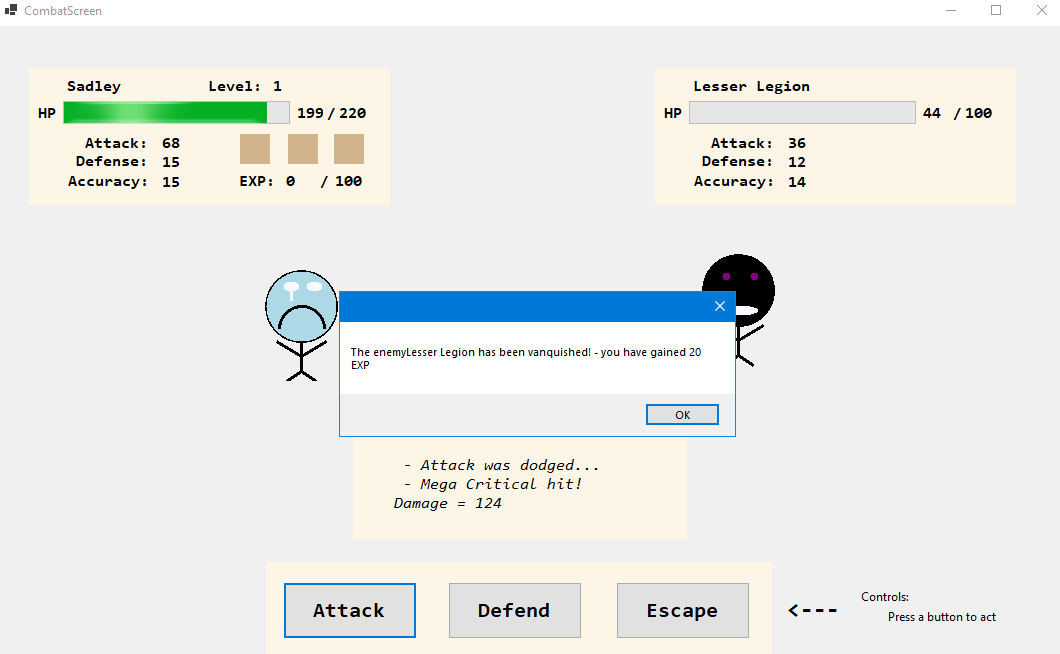 CombatScreen
Sadley Level: 1
HP 199 / 220
Attack: 68
Defense: 15
Accuracy: 15
EXP: 0 / 100
Lesser Legion
HP 44 / 100
Attack: 36
Defense: 12
Accuracy: 14
The enemyLesser Legion has been vanquished! - you have gained 20
EXP
OK
- Attack was dodged...
- Mega Critical hit!
Damage = 124
Attack Defend Escape <---
Controls:
Press a button to act